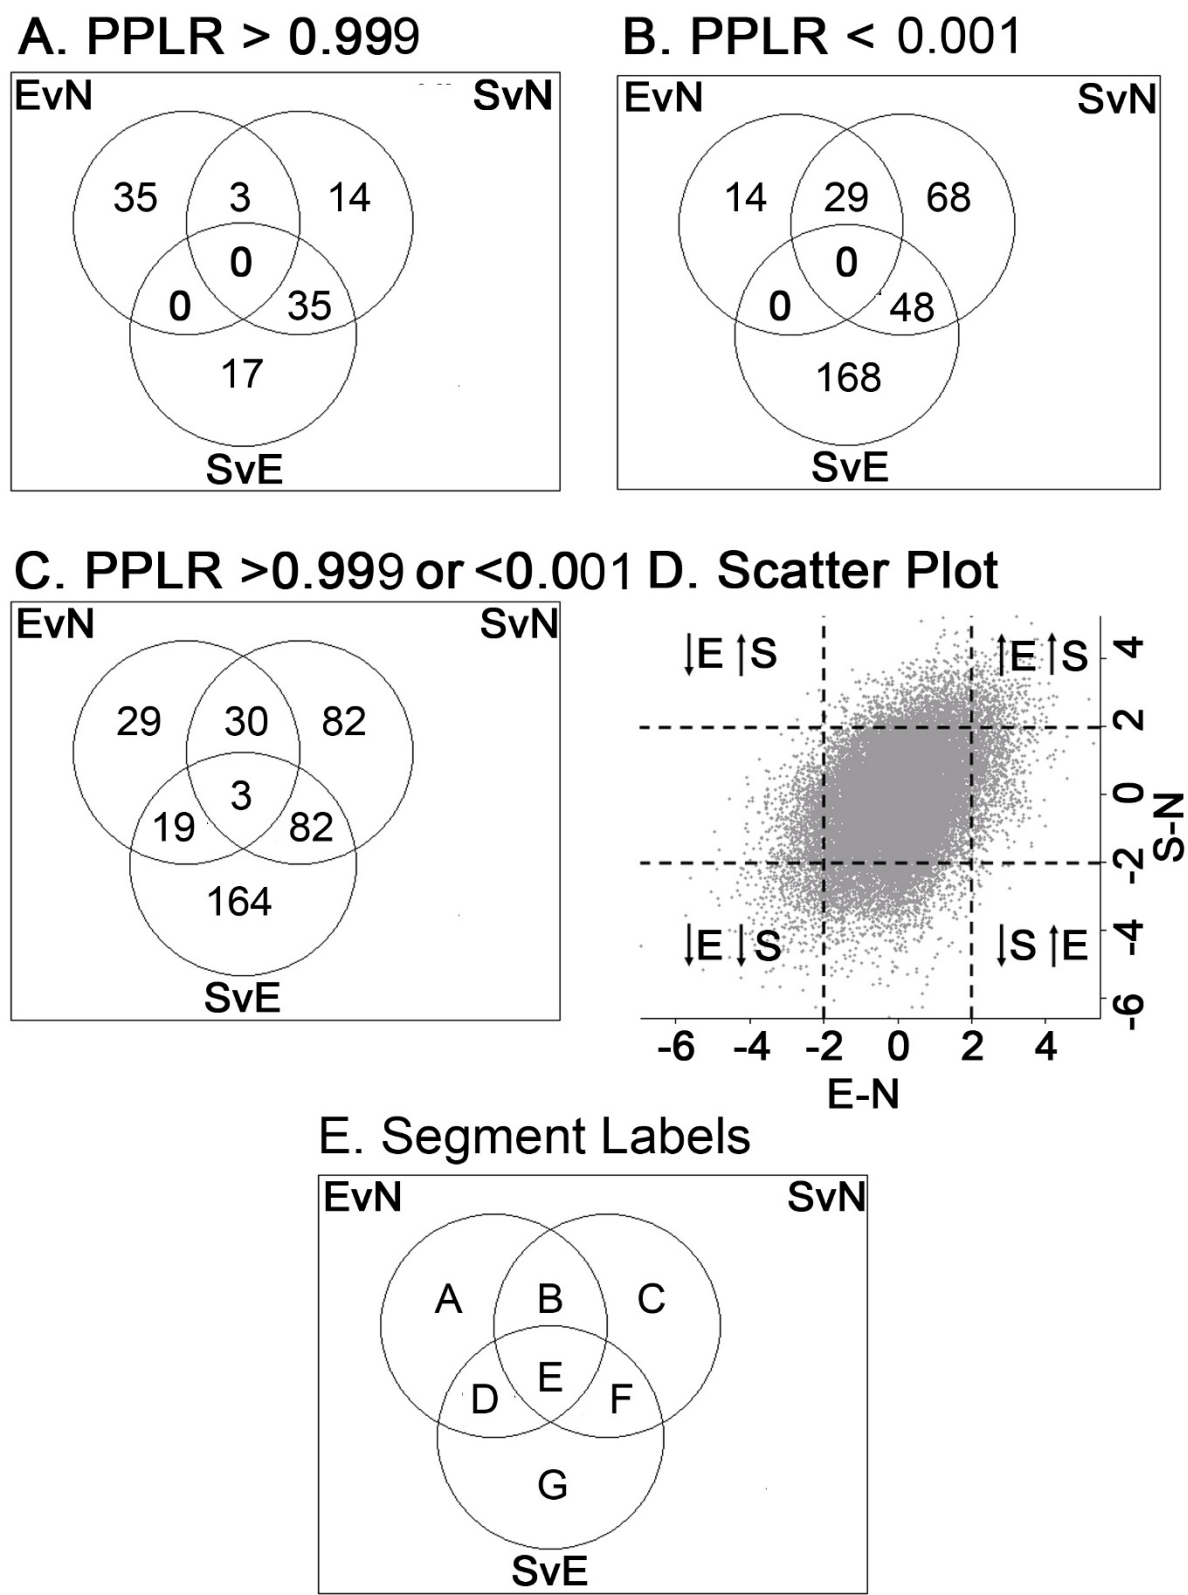 A. PPLR > 0.999
B. PPLR < 0.001
EvN
SvN
35
3
14
0
0
35
17
SvE
EvN
SvN
14
29
68
0
0
48
168
SvE
C. PPLR >0.999 or <0.001
D. Scatter Plot
EvN
SvN
29
30
82
3
19
82
164
SvE
↓E ↑S
↑E ↑S
↓E ↓S
↓S ↑E
4
2
0
-2
-4
-6
S-N
-6 -4 -2 0 2 4
E-N
E. Segment Labels
EvN
SvN
A
B
C
E
D
F
G
SvE